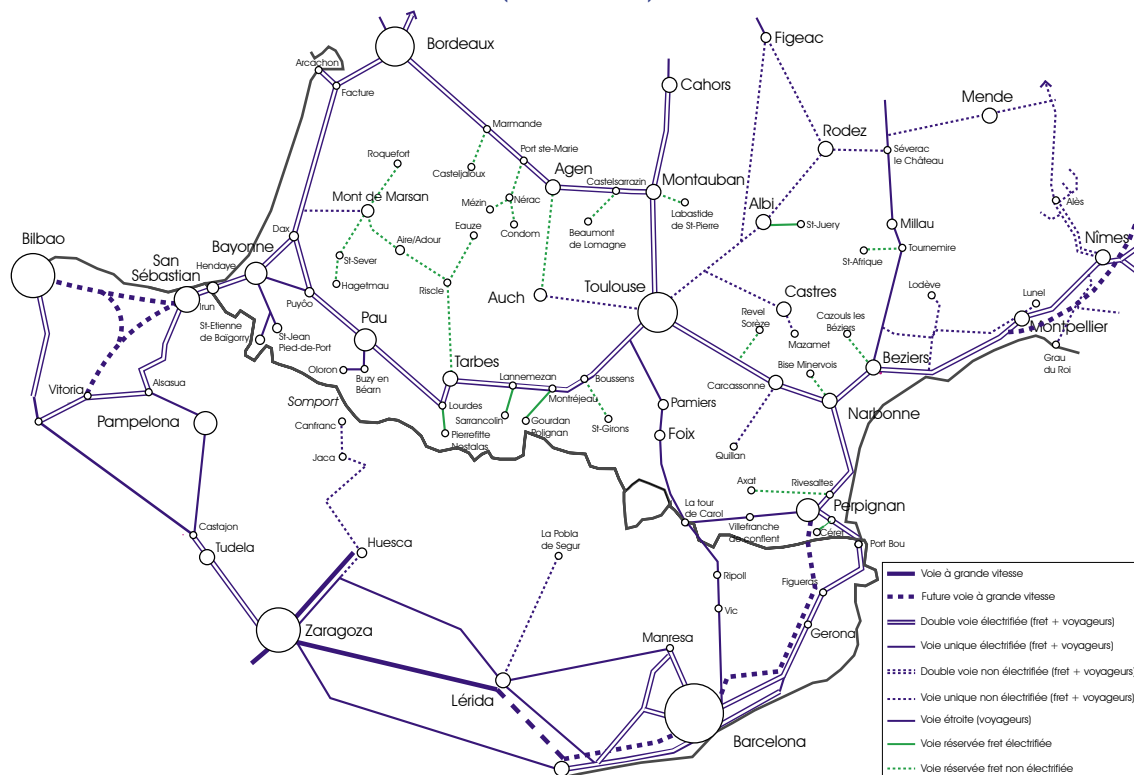 Bordeaux
Figeac
Arcachon
Facture
Cahors
Mende
Marmande
Rodez
Roquefort
Port ste-Marie
Séverac
le Château
Casteljaloux
Agen
Castelsarrazin
Montauban
Mont de Marsan
Mézin
Nérac
Albi
Alès
Labastide
de St-Pierre
St-Juery
Millau
Condom
Beaumont
de Lomagne
Dax
Eauze
Aire/Adour
Tournemire
Nîmes
Bilbao
Bayonne
San
Sébastian
Hendaye
St-Sever
St-Afrique
Hagetmau
Riscle
Auch
Toulouse
Lodève
Castres
Lunel
Irun
Puyôo
Revel
Sorèze
Cazouls les
Béziers
Montpellier
St-Etienne
de Baïgorry
St-Jean
Pied-de-Port
Pau
Mazamet
Grau
du Roi
Tarbes
Bise Minervois
Beziers
Oloron
Buzy en
Béarn
Lannemezan
Boussens
Carcassonne
Vitoria
Alsasua
Montréjeau
Narbonne
Somport
Lourdes
Pamiers
Pampelona
Sarrancolin
Gourdan
Polignan
St-Girons
Canfranc
Pierrefitte
Nestalas
Foix
Quillan
Jaca
Axat
Rivesaltes
La tour
de Carol
Perpignan
Villefranche
de conflent
Céret
Castajon
Port Bou
Tudela
Huesca
La Pobla
de Segur
Ripoll
Figueras
Vic
Zaragoza
Manresa
Gerona
Lérida
Barcelona
Voie à grande vitesse
Future voie à grande vitesse
Double voie électrifiée (fret + voyageurs)
Voie unique électrifiée (fret + voyageurs)
Double voie non électrifiée (fret + voyageurs)
Voie unique non électrifiée (fret + voyageurs)
Voie étroite (voyageurs)
Voie réservée fret électrifiée
Voie réservée fret non électrifiée